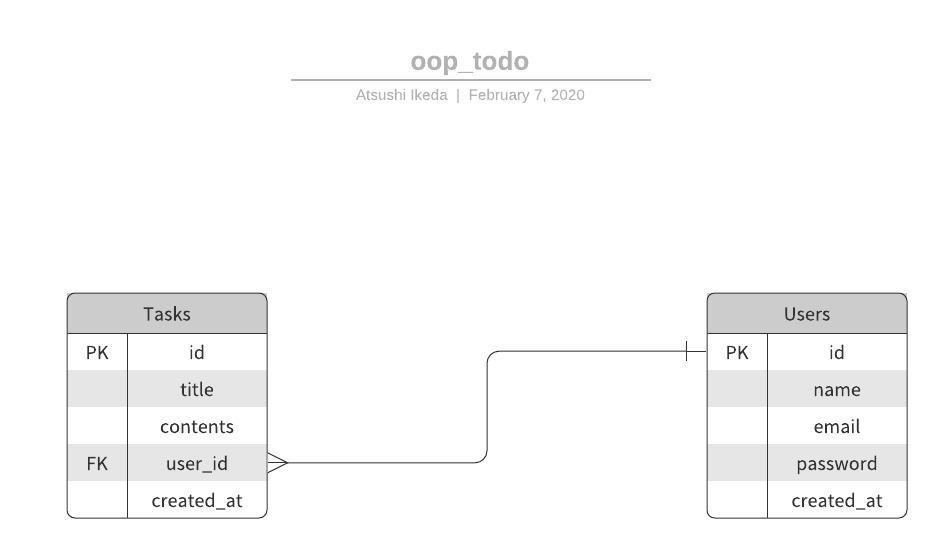 oop_todo
Atsushi Ikeda | February 7, 2020
Tasks
PK id
title
contents
FK user_id
created_at
Users
PK id
name
email
password
created_at